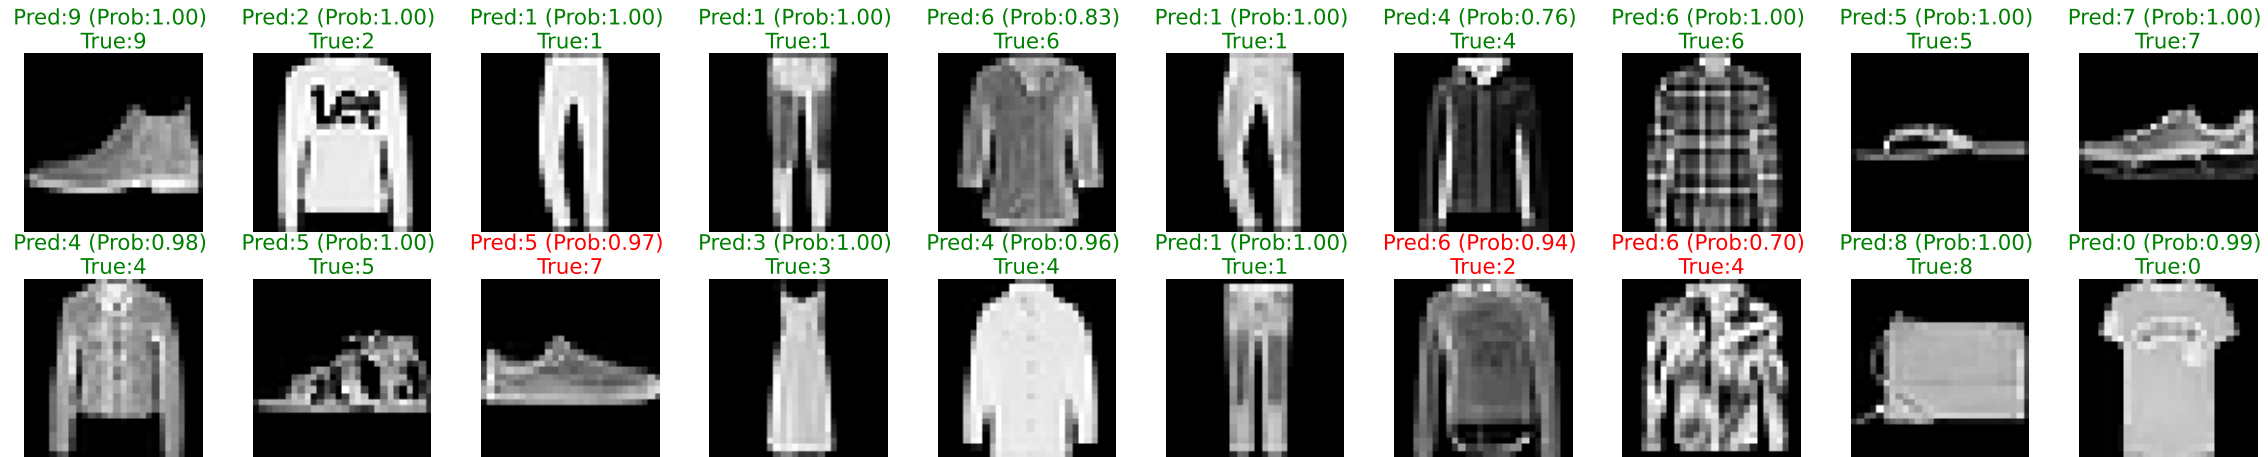 Pred:9 (Prob:1.00) Pred:2 (Prob:1.00) Pred:1 (Prob:1.00) Pred:1 (Prob:1.00) Pred:6 (Prob:0.83) Pred:1 (Prob:1.00) Pred:4 (Prob:0.76) Pred:6 (Prob:1.00) Pred:5 (Prob:1.00) Pred:7 (Prob:1.00)
True:9 True:2 True:1 True:1 True:6 True:1 True:4 True:6 True:5 True:7
Lee
Pred:4 (Prob:0.98) Pred:5 (Prob:1.00) Pred:5 (Prob:0.97) Pred:3 (Prob:1.00) Pred:4 (Prob:0.96) Pred:1 (Prob:1.00) Pred:6 (Prob:0.94) Pred:6 (Prob:0.70) Pred:8 (Prob:1.00) Pred:0 (Prob:0.99)
True:4 True:5 True:7 True:3 True:4 True:1 True:2 True:4 True:8 True:0